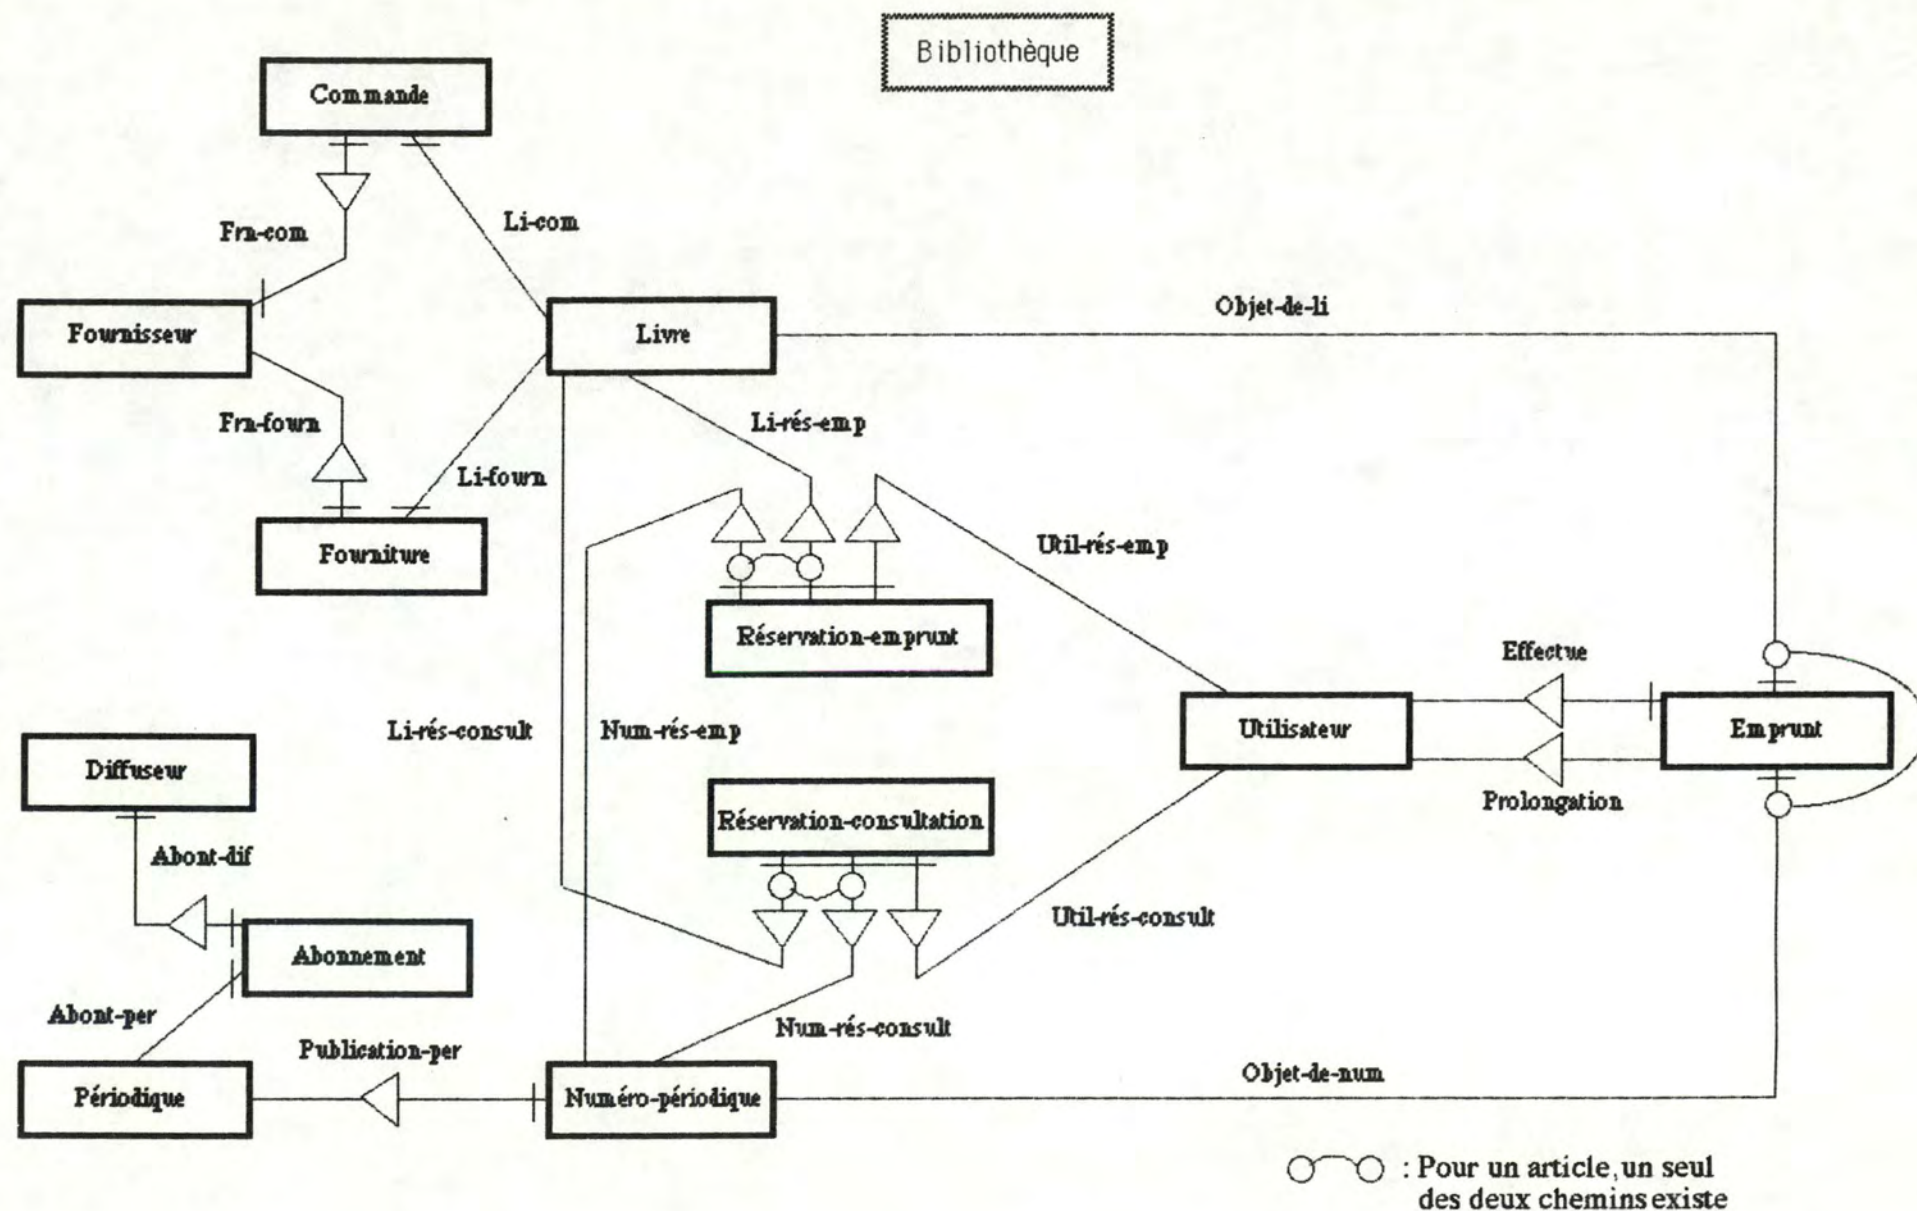 Bibliothèque
Commande
Frn-com
Li-com
Fournisseur
Livre
Objet-de-li
Frn-fourn
Li-fourn
Li-rés-emp
Fourniture
Util-rés-emp
Réservation-emprunt
Effectue
Li-rés-consult
Num-rés-emp
Utilisateur
Emprunt
Diffuseur
Prolongation
Réservation-consultation
Abont-dif
Util-rés-consult
Abonnement
Abont-per
Num-rés-consult
Publication-per
Objet-de-num
Périodique
Numéro-périodique
: Pour un article, un seul
des deux chemins existe